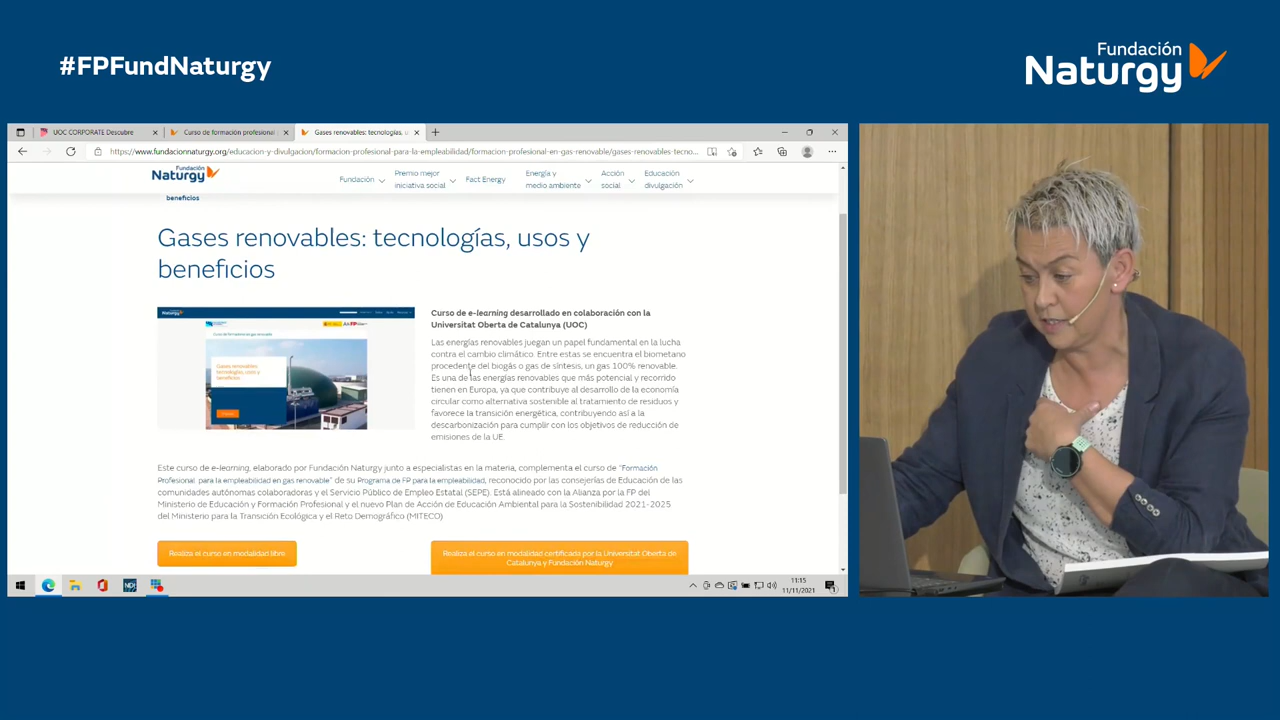 #FPFundNaturgy
Fundación
Naturgy
UOC CORPORATE Descubre
Curso de formación profesional
Gases renovables: tecnologías, u
https://www.fundacionnaturgy.org/educacion-y-divulgacion/formacion-profesional-para-la-empleabilidad/formacion-profesional-en-gas-renovable/gases-renovables-tecno...
Fundación
Naturgy
Fundación
Premio mejor
iniciativa social
Fact Energy
Energía y
medio ambiente
Acción
social
Educación
divulgación
beneficios
Gases renovables: tecnologías, usos y
beneficios
Naturgy
Curso de formación en gas renovable
Gases renovables:
tecnologías, usos y
beneficios
Curso de e-learning desarrollado en colaboración con la
Universitat Oberta de Catalunya (UOC)
Las energías renovables juegan un papel fundamental en la lucha
contra el cambio climático. Entre estas se encuentra el biometano
procedente del biogás o gas de síntesis, un gas 100% renovable.
Es una de las energías renovables que más potencial y recorrido
tienen en Europa, ya que contribuye al desarrollo de la economía
circular como alternativa sostenible al tratamiento de residuos y
favorece la transición energética, contribuyendo así a la
descarbonización para cumplir con los objetivos de reducción de
emisiones de la UE.
Este curso de e-learning, elaborado por Fundación Naturgy junto a especialistas en la materia, complementa el curso de "Formación
Profesional para la empleabilidad en gas renovable" de su Programa de FP para la empleabilidad, reconocido por las consejerías de Educación de las
comunidades autónomas colaboradoras y el Servicio Público de Empleo Estatal (SEPE). Está alineado con la Alianza por la FP del
Ministerio de Educación y Formación Profesional y el nuevo Plan de Acción de Educación Ambiental para la Sostenibilidad 2021-2025
del Ministerio para la Transición Ecológica y el Reto Demográfico (MITECO)
Realiza el curso en modalidad libre
Realiza el curso en modalidad certificada por la Universitat Oberta de
Catalunya y Fundación Naturgy
11:15
11/11/2021